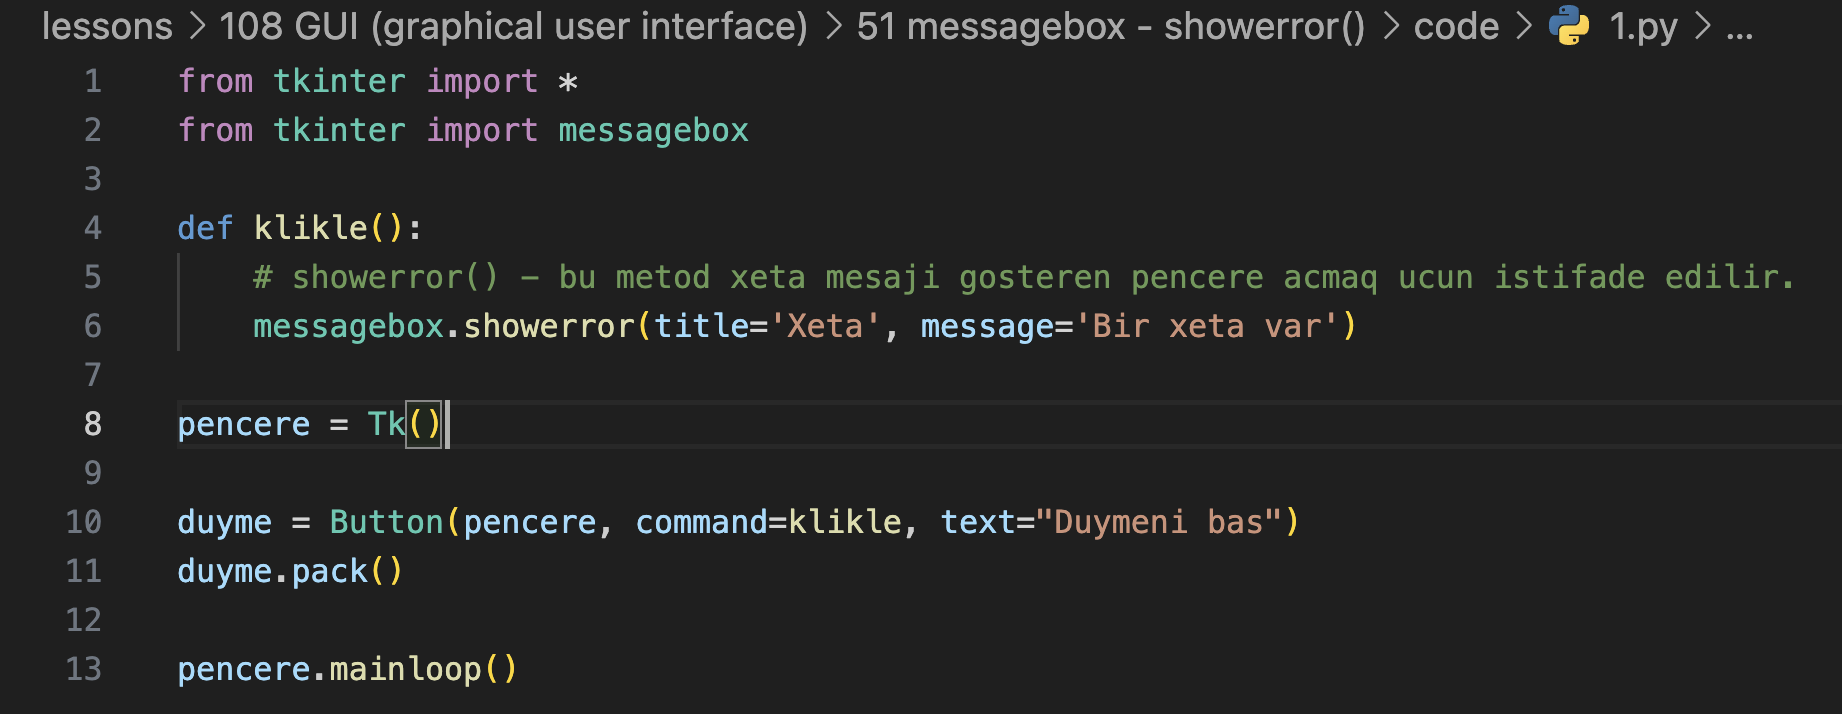 lessons > 108 GUI (graphical user interface) > 51 messagebox - showerror() > code > 1.py > ...
1 from tkinter import *
2 from tkinter import messagebox
3
4 def klikle():
5     # showerror() - bu metod xeta mesaji gosteren pencere acmaq ucun istifade edilir.
6     messagebox.showerror(title='Xeta', message='Bir xeta var')
7
8 pencere = Tk()
9
10 duyme = Button(pencere, command=klikle, text="Duymeni bas")
11 duyme.pack()
12
13 pencere.mainloop()